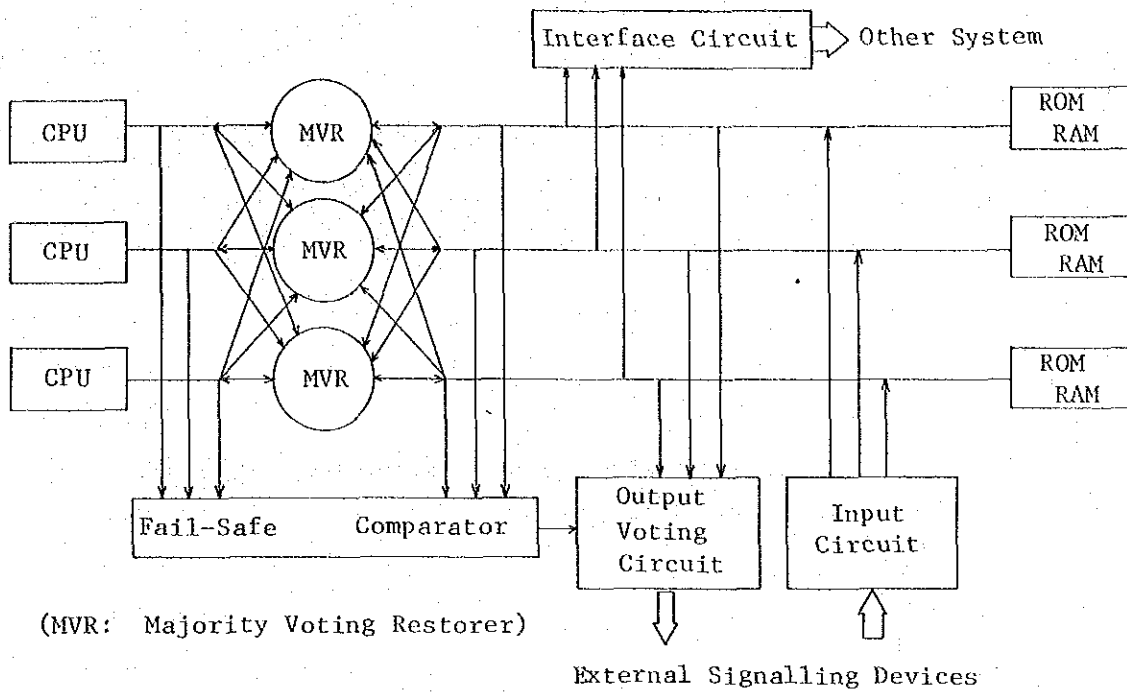 Interface Circuit
Other System
CPU
MVR
ROM
RAM
CPU
MVR
ROM
RAM
CPU
MVR
ROM
RAM
Fail-Safe Comparator
Output
Voting
Circuit
Input
Circuit
(MVR: Majority Voting Restorer)
External Signalling Devices